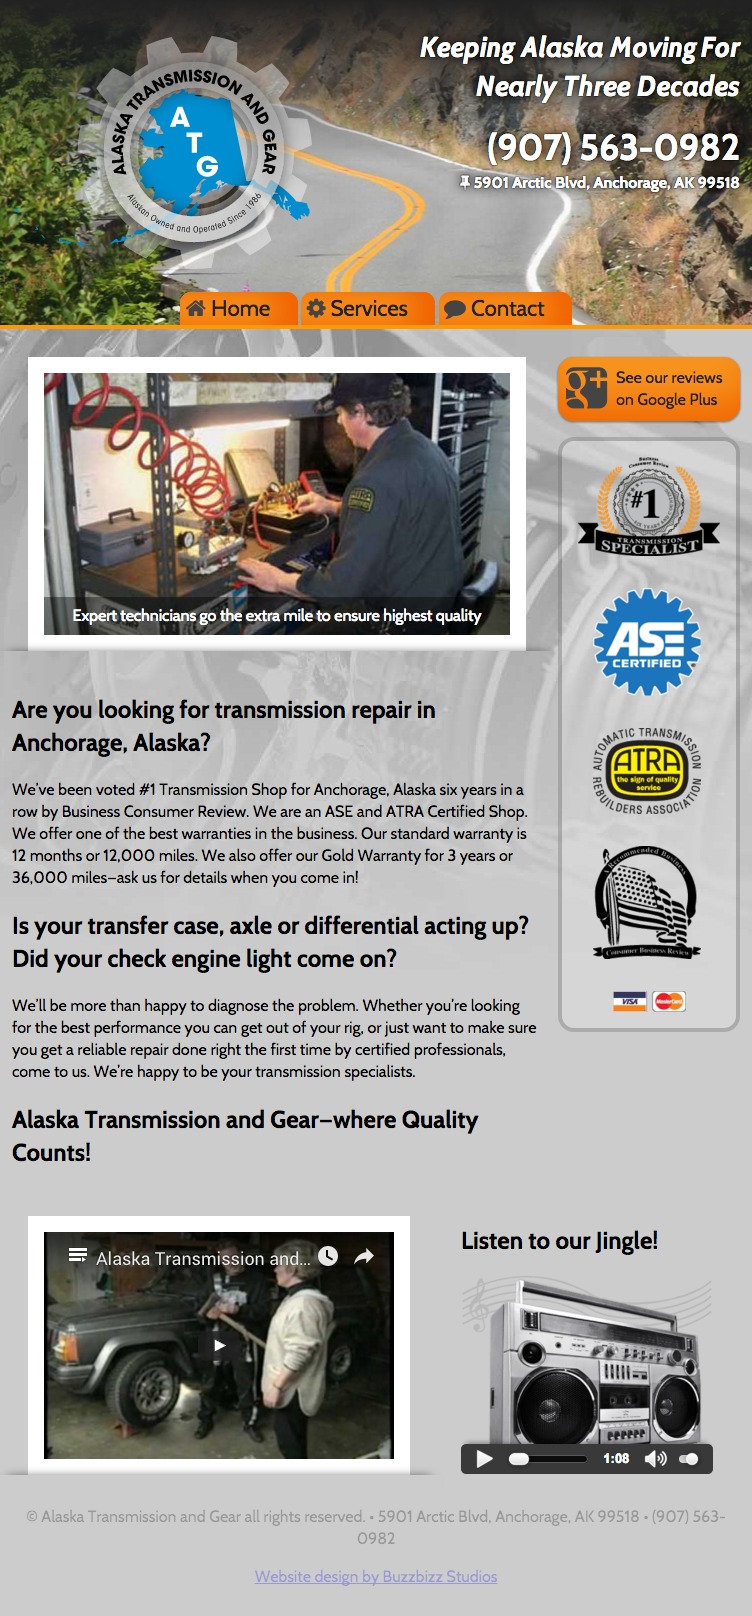 ALASKA TRANSMISSION AND GEAR
A
T
G
Alaskan Owned and Operated Since 1986
Keeping Alaska Moving For
Nearly Three Decades
(907) 563-0982
5901 Arctic Blvd, Anchorage, AK 99518
Home
Services
Contact
ATRA
CERTIFIED
Expert technicians go the extra mile to ensure highest quality
See our reviews
on Google Plus
g+
Business
Consumer Review
#1
SIX YEARS
TRANSMISSION
SPECIALIST
ASE
CERTIFIED
AUTOMATIC TRANSMISSION
ATRA
the sign of quality
service
REBUILDERS ASSOCIATION
A Recommended Business
Consumer Business Review
VISA
MasterCard
Are you looking for transmission repair in
Anchorage, Alaska?
We've been voted #1 Transmission Shop for Anchorage, Alaska six years in a
row by Business Consumer Review. We are an ASE and ATRA Certified Shop.
We offer one of the best warranties in the business. Our standard warranty is
12 months or 12,000 miles. We also offer our Gold Warranty for 3 years or
36,000 miles—ask us for details when you come in!
Is your transfer case, axle or differential acting up?
Did your check engine light come on?
We'll be more than happy to diagnose the problem. Whether you're looking
for the best performance you can get out of your rig, or just want to make sure
you get a reliable repair done right the first time by certified professionals,
come to us. We're happy to be your transmission specialists.
Alaska Transmission and Gear—where Quality
Counts!
Alaska Transmission and...
Listen to our Jingle!
1:08
© Alaska Transmission and Gear all rights reserved. • 5901 Arctic Blvd, Anchorage, AK 99518 • (907) 563-
0982
Website design by Buzzbizz Studios